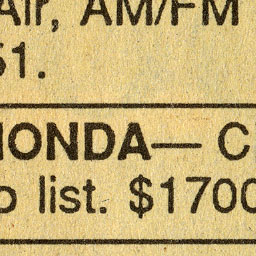 Air, AM/FM
51.
HONDA— C
o list. $1700